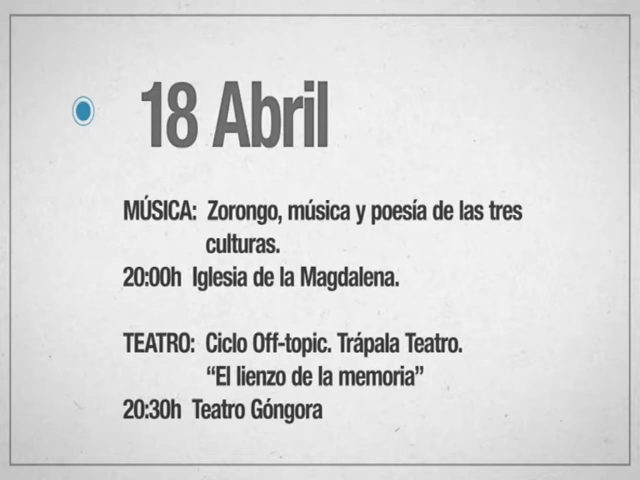 18 Abril
MÚSICA: Zorongo, música y poesía de las tres
culturas.
20:00h Iglesia de la Magdalena.
TEATRO: Ciclo Off-topic. Trápala Teatro.
“El lienzo de la memoria”
20:30h Teatro Góngora